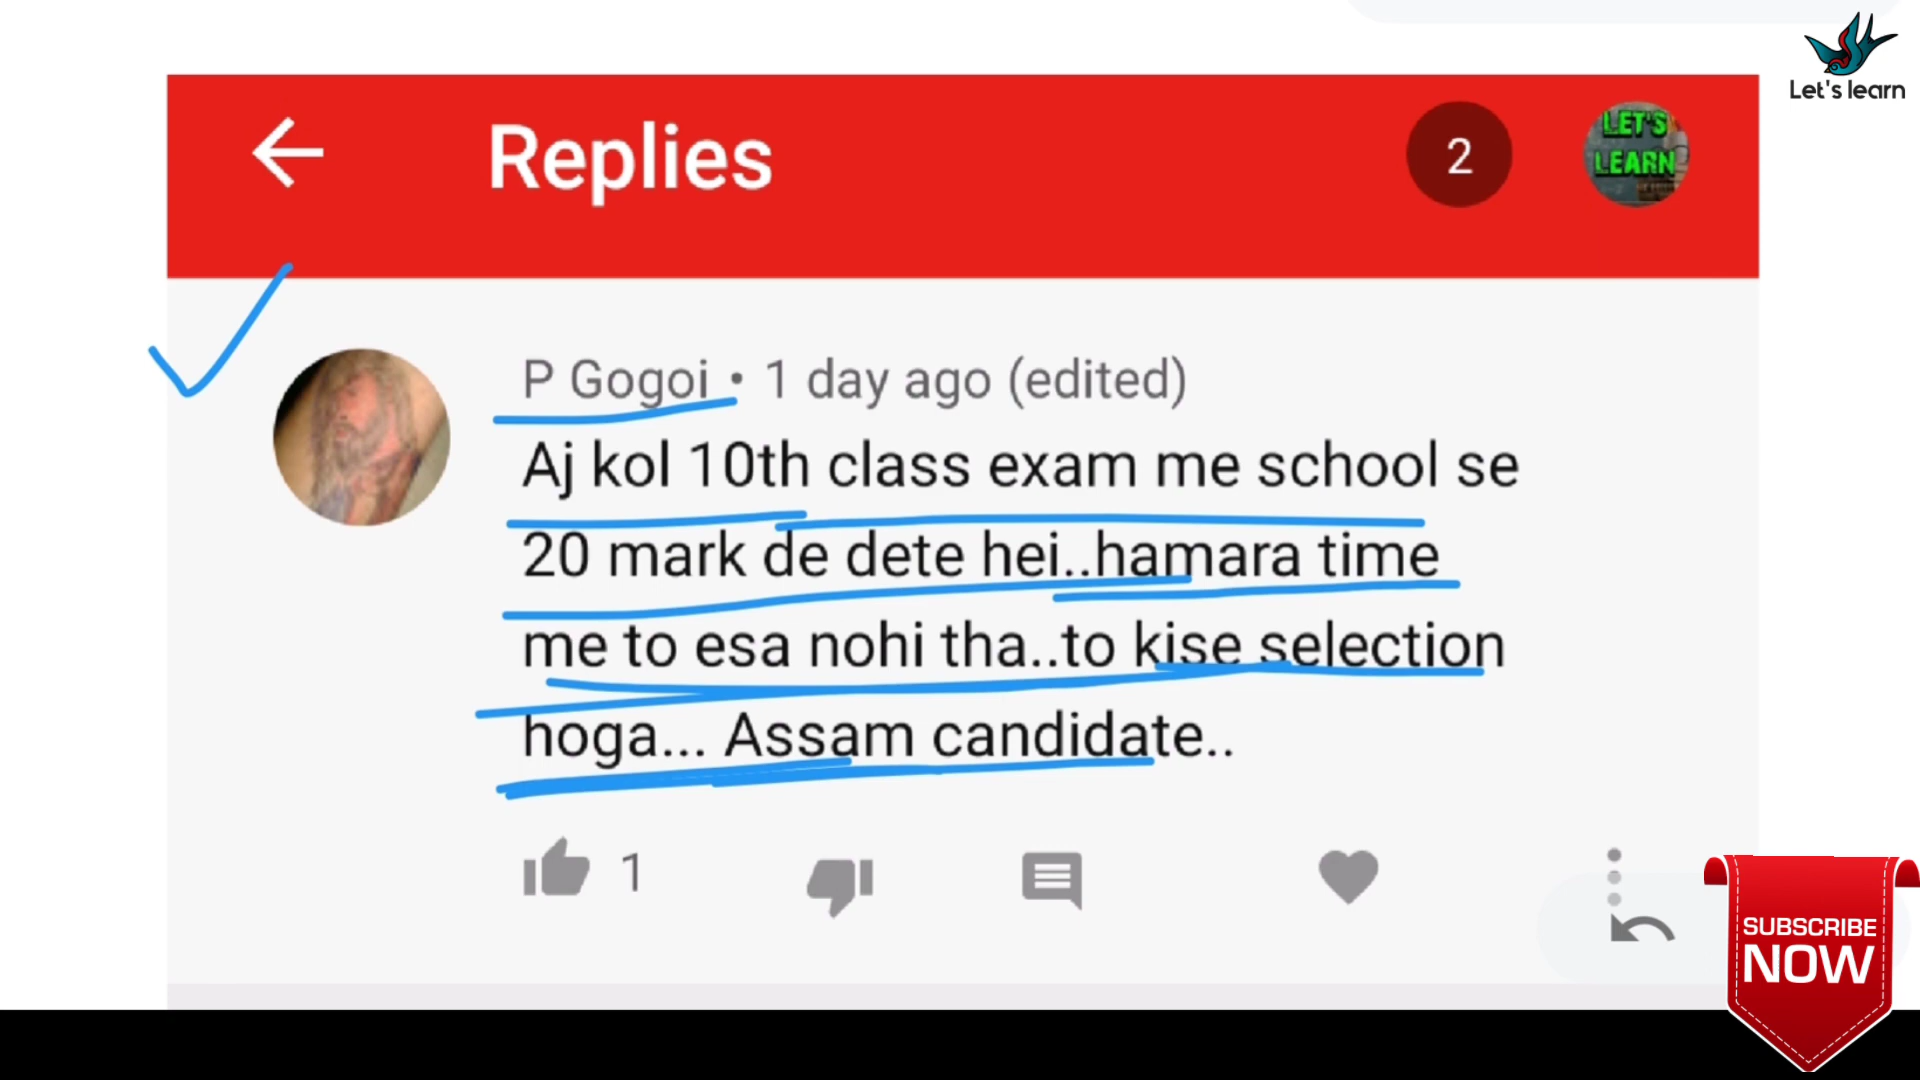 Let's learn
Replies
2
LET'S
LEARN
P Gogoi • 1 day ago (edited)
Aj kol 10th class exam me school se
20 mark de dete hei..hamara time
me to esa nohi tha..to kise selection
hoga... Assam candidate..
1
SUBSCRIBE
NOW